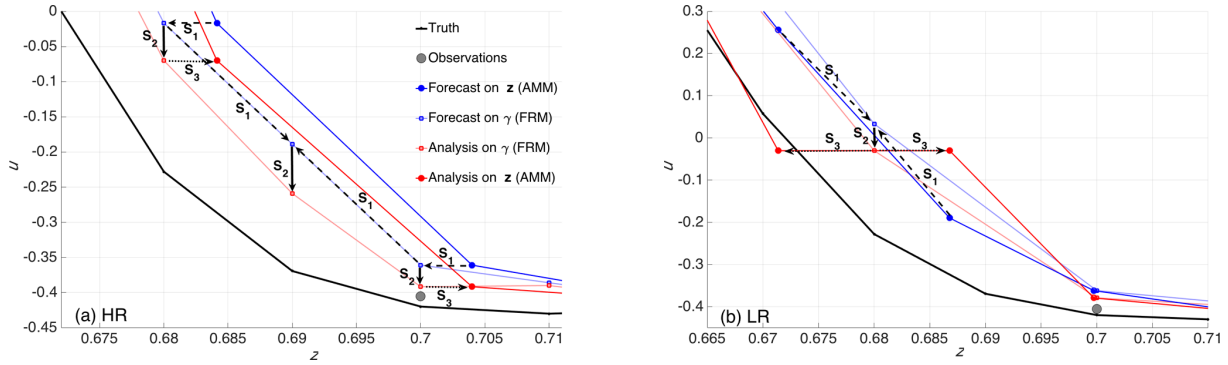 0
-0.05
-0.1
-0.15
-0.2
-0.25
-0.3
-0.35
-0.4
-0.45
u
S1
S2
S3
S1
S2
S1
S1
S2
S3
Truth
Observations
Forecast on z (AMM)
Forecast on γ (FRM)
Analysis on γ (FRM)
Analysis on z (AMM)
(a) HR
0.675 0.68 0.685 0.69 0.695 0.7 0.705 0.71
z
0.3
0.2
0.1
0
-0.1
-0.2
-0.3
-0.4
u
S1
S2
S3
S3
S1
(b) LR
0.665 0.67 0.675 0.68 0.685 0.69 0.695 0.7 0.705 0.71
z